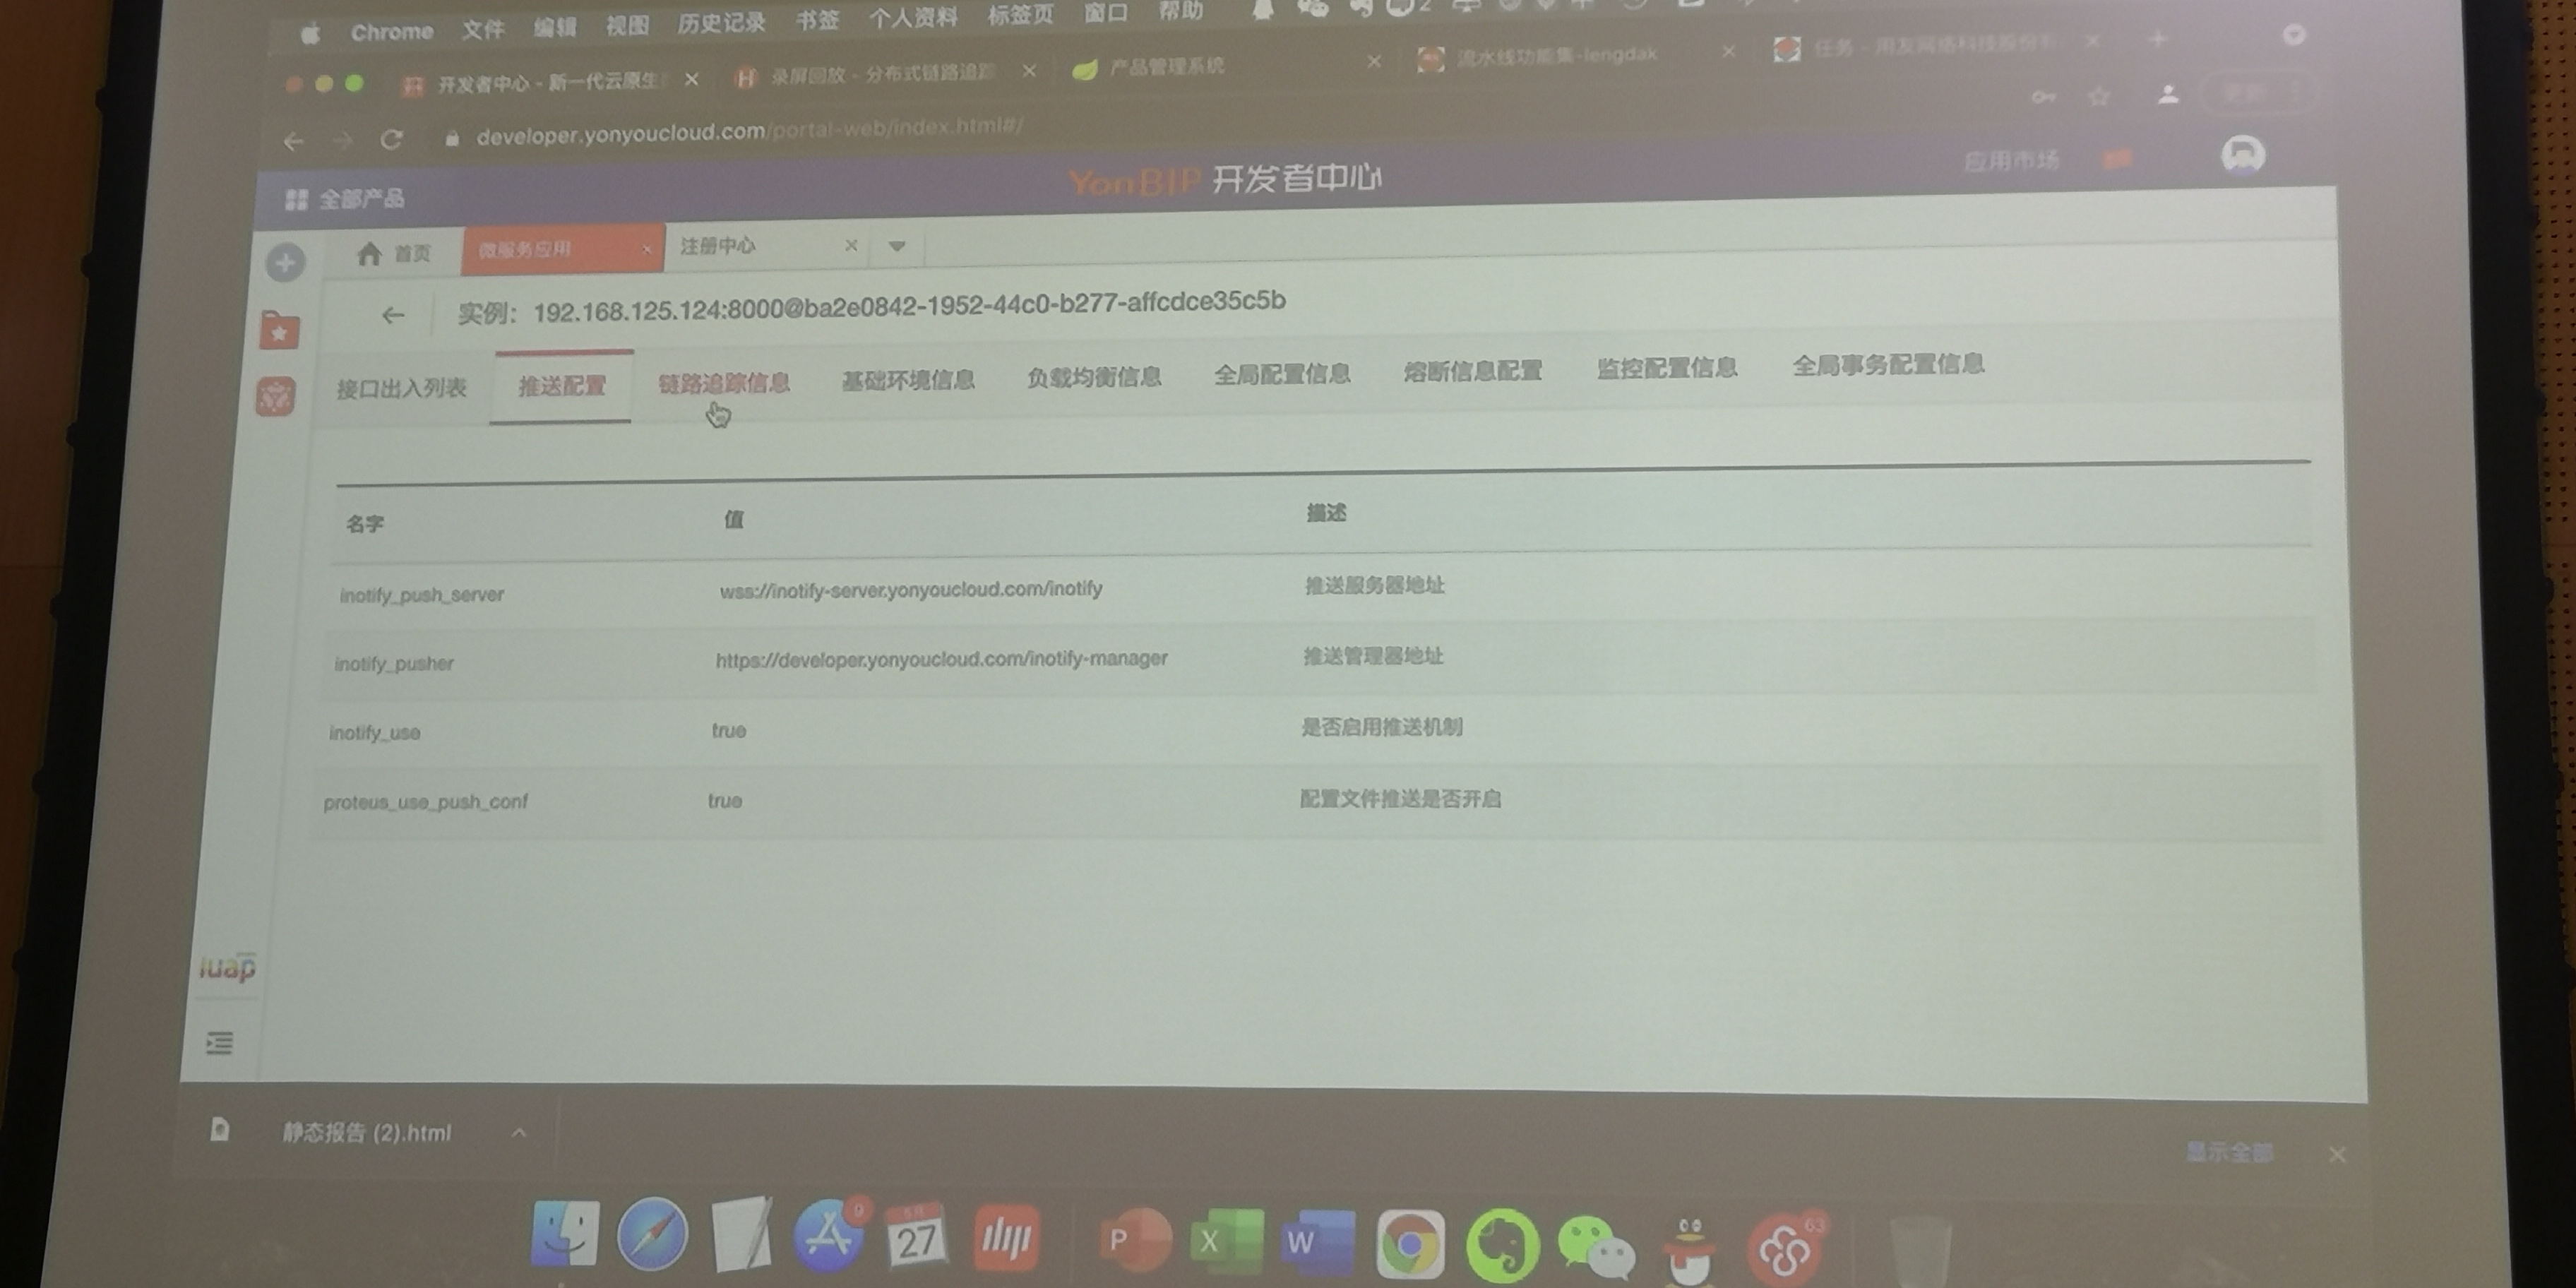 Chrome 文件 编辑 视图 历史记录 书签 个人资料 标签页 窗口 帮助
开发者中心 - 新一代云原生 录屏回放 - 分布式链路追踪 产品管理系统 流水线功能集-lengdak 任务 - 用友网络科技股份
developer.yonyoucloud.com/portal-web/index.html#/ 更新
全部产品 YonBIP 开发者中心 应用市场
首页 微服务应用 注册中心
实例：192.168.125.124:8000@ba2e0842-1952-44c0-b277-affcdce35c5b
接口出入列表 推送配置 链路追踪信息 基础环境信息 负载均衡信息 全局配置信息 熔断信息配置 监控配置信息 全局事务配置信息
名字 值 描述
inotify_push_server wss://inotify-server.yonyoucloud.com/inotify 推送服务器地址
inotify_pusher https://developer.yonyoucloud.com/inotify-manager 推送管理器地址
inotify_use true 是否启用推送机制
proteus_use_push_conf true 配置文件推送是否开启
iuap
静态报告 (2).html 显示全部
9 27 P X W 63